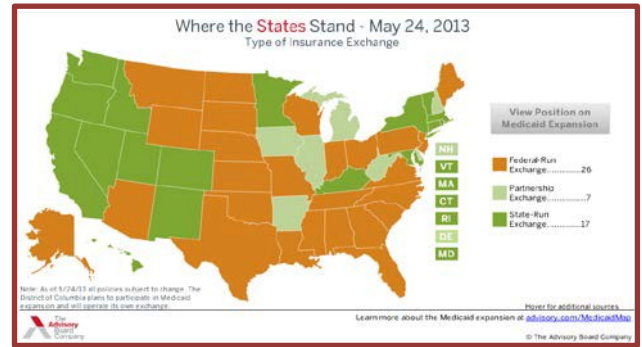 Where the States Stand - May 24, 2013
Type of Insurance Exchange
View Position on
Medicaid Expansion
NH
VT
MA
CT
RI
DE
MD
Federal-Run
Exchange.............26
Partnership
Exchange.............7
State-Run
Exchange.............17
Note: As of 5/24/13 all policies subject to change. The
District of Columbia plans to participate in Medicaid
expansion and will operate its own exchange.
Hover for additional sources
The
Advisory
Board
Company
Learn more about the Medicaid expansion at advisory.com/MedicaidMap
© The Advisory Board Company